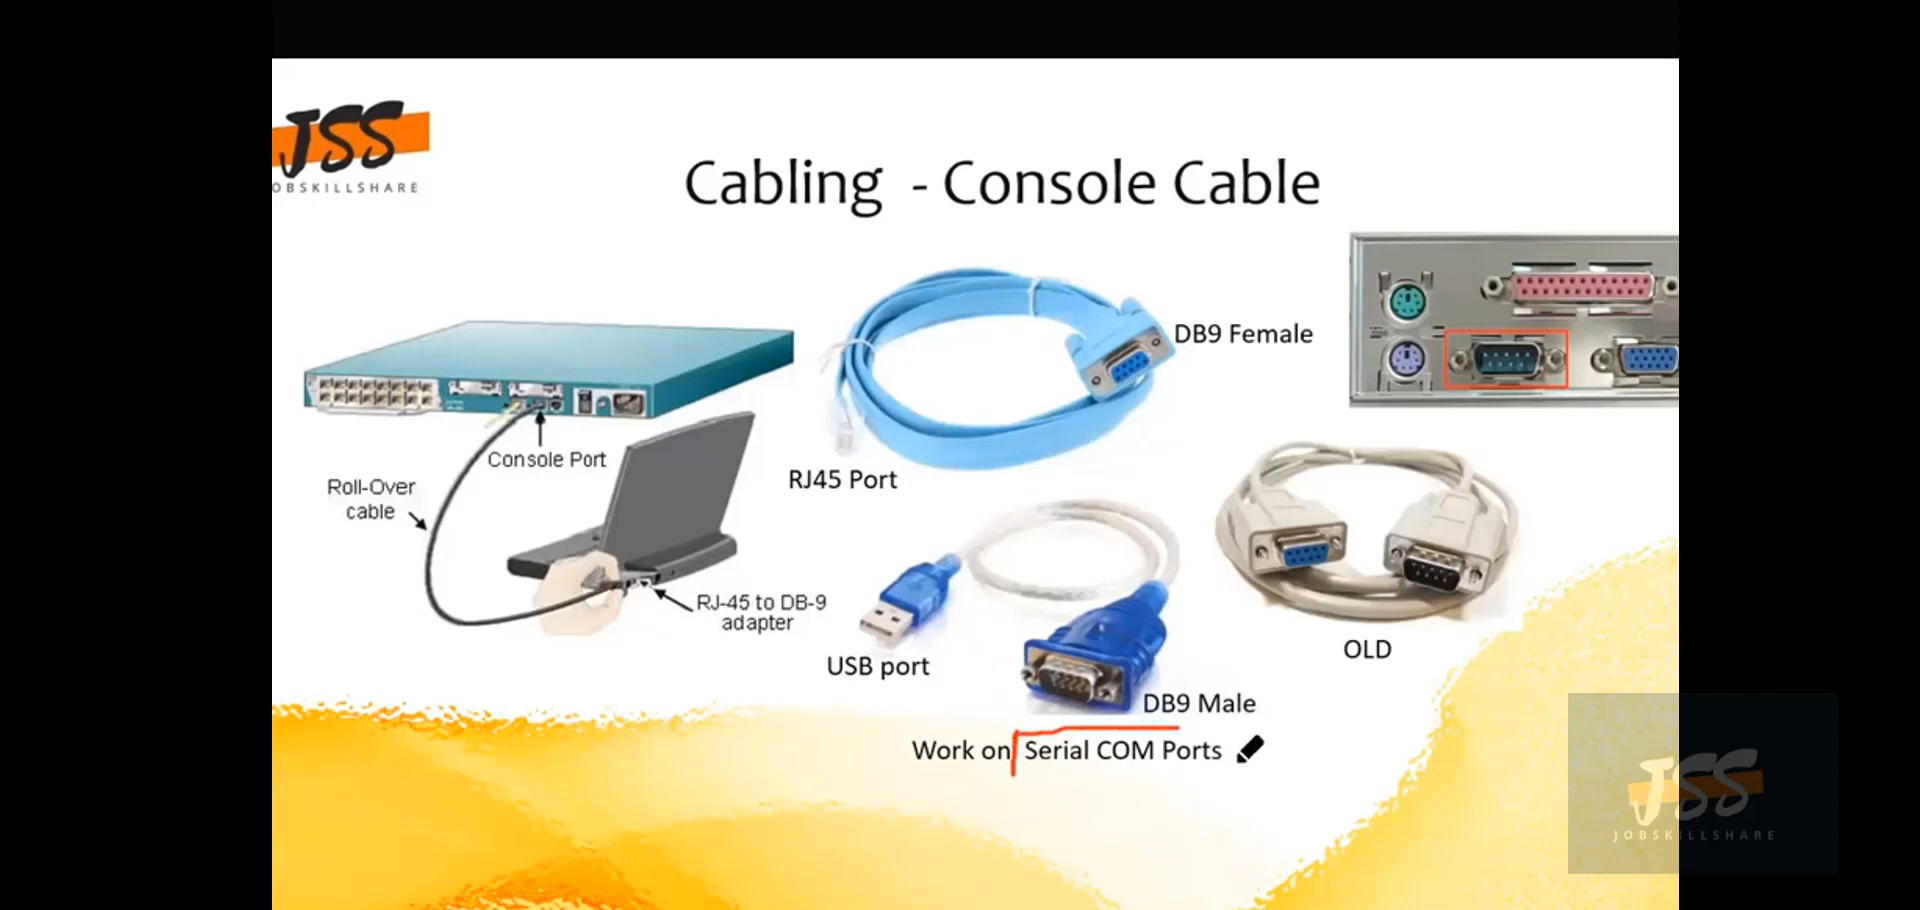 JSS
OBSKILLSHARE
Cabling - Console Cable
DB9 Female
Console Port
Roll-Over
cable
RJ45 Port
RJ-45 to DB-9
adapter
USB port
DB9 Male
OLD
Work on Serial COM Ports
JSS
JOBSKILLSHARE